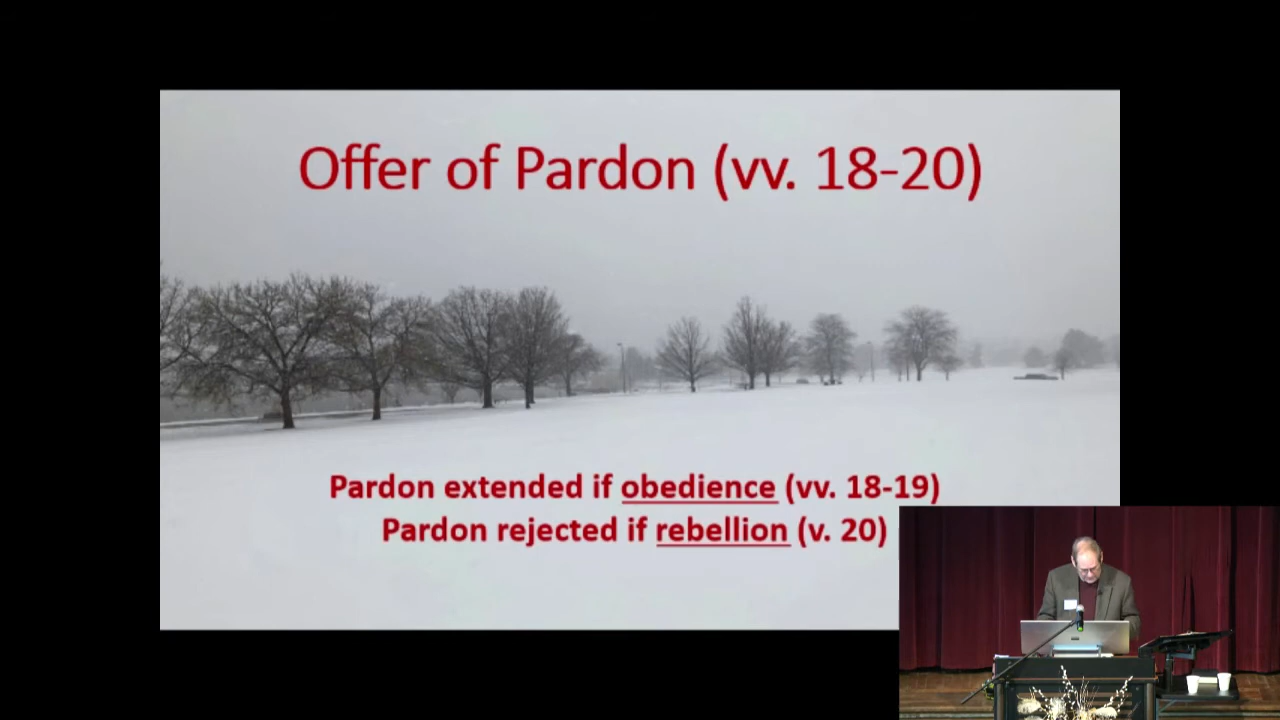 Offer of Pardon (vv. 18-20)
Pardon extended if obedience (vv. 18-19)
Pardon rejected if rebellion (v. 20)